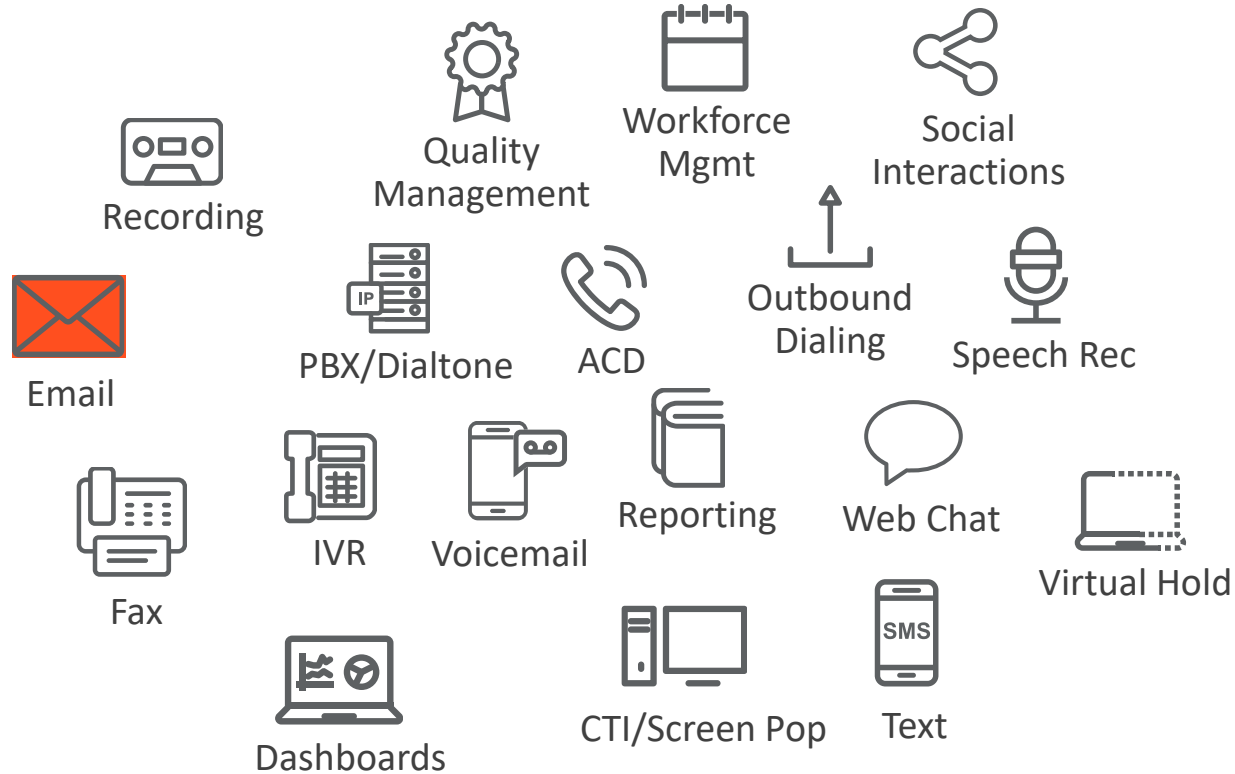 Quality
Management
Workforce
Mgmt
Social
Interactions
Recording
IP
PBX/Dialtone
ACD
Outbound
Dialing
Speech Rec
Email
Fax
IVR
Voicemail
Reporting
Web Chat
Virtual Hold
Dashboards
CTI/Screen Pop
SMS
Text